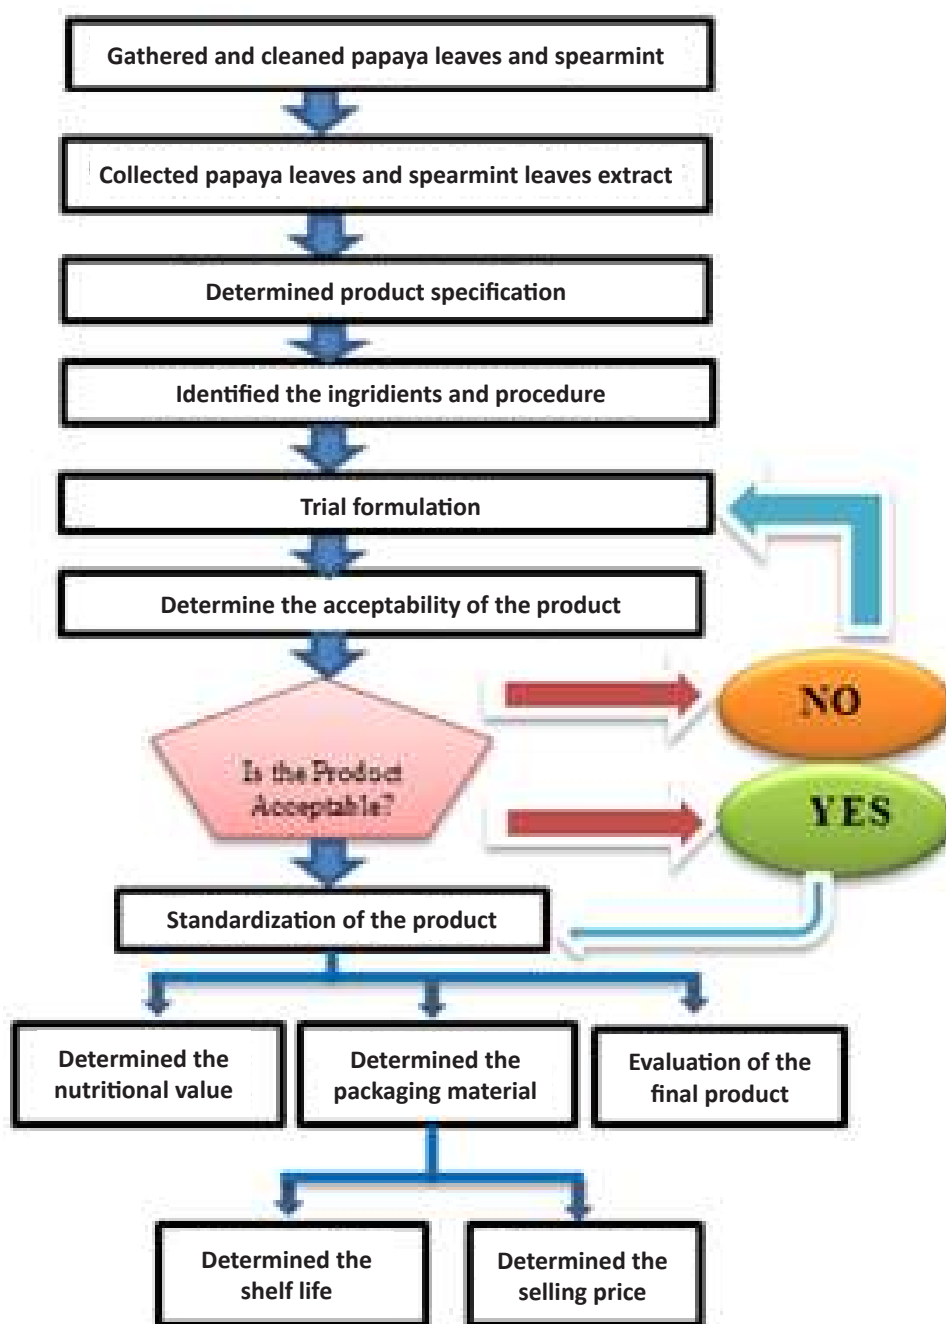 Gathered and cleaned papaya leaves and spearmint
Collected papaya leaves and spearmint leaves extract
Determined product specification
Identified the ingridients and procedure
Trial formulation
Determine the acceptability of the product
NO
Is the Product
Acceptable?
YES
Standardization of the product
Determined the
nutritional value
Determined the
packaging material
Evaluation of the
final product
Determined the
shelf life
Determined the
selling price